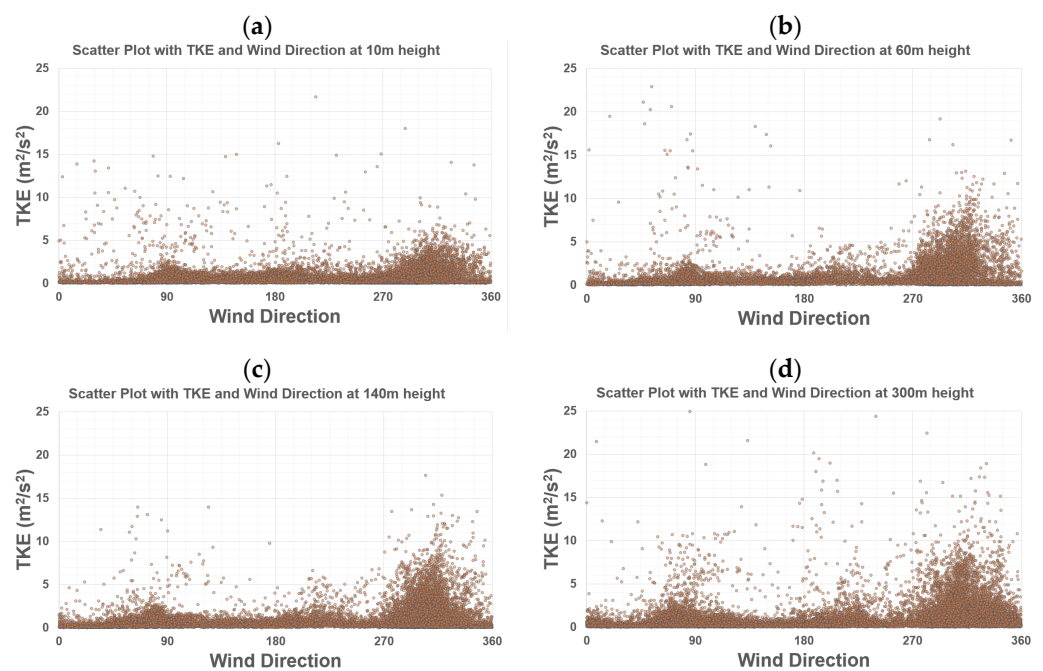 (a)
Scatter Plot with TKE and Wind Direction at 10m height
25
20
15
10
5
0
TKE (m²/s²)
0 90 180 270 360
Wind Direction
(b)
Scatter Plot with TKE and Wind Direction at 60m height
25
20
15
10
5
0
TKE (m²/s²)
0 90 180 270 360
Wind Direction
(c)
Scatter Plot with TKE and Wind Direction at 140m height
25
20
15
10
5
0
TKE (m²/s²)
0 90 180 270 360
Wind Direction
(d)
Scatter Plot with TKE and Wind Direction at 300m height
25
20
15
10
5
0
TKE (m²/s²)
0 90 180 270 360
Wind Direction